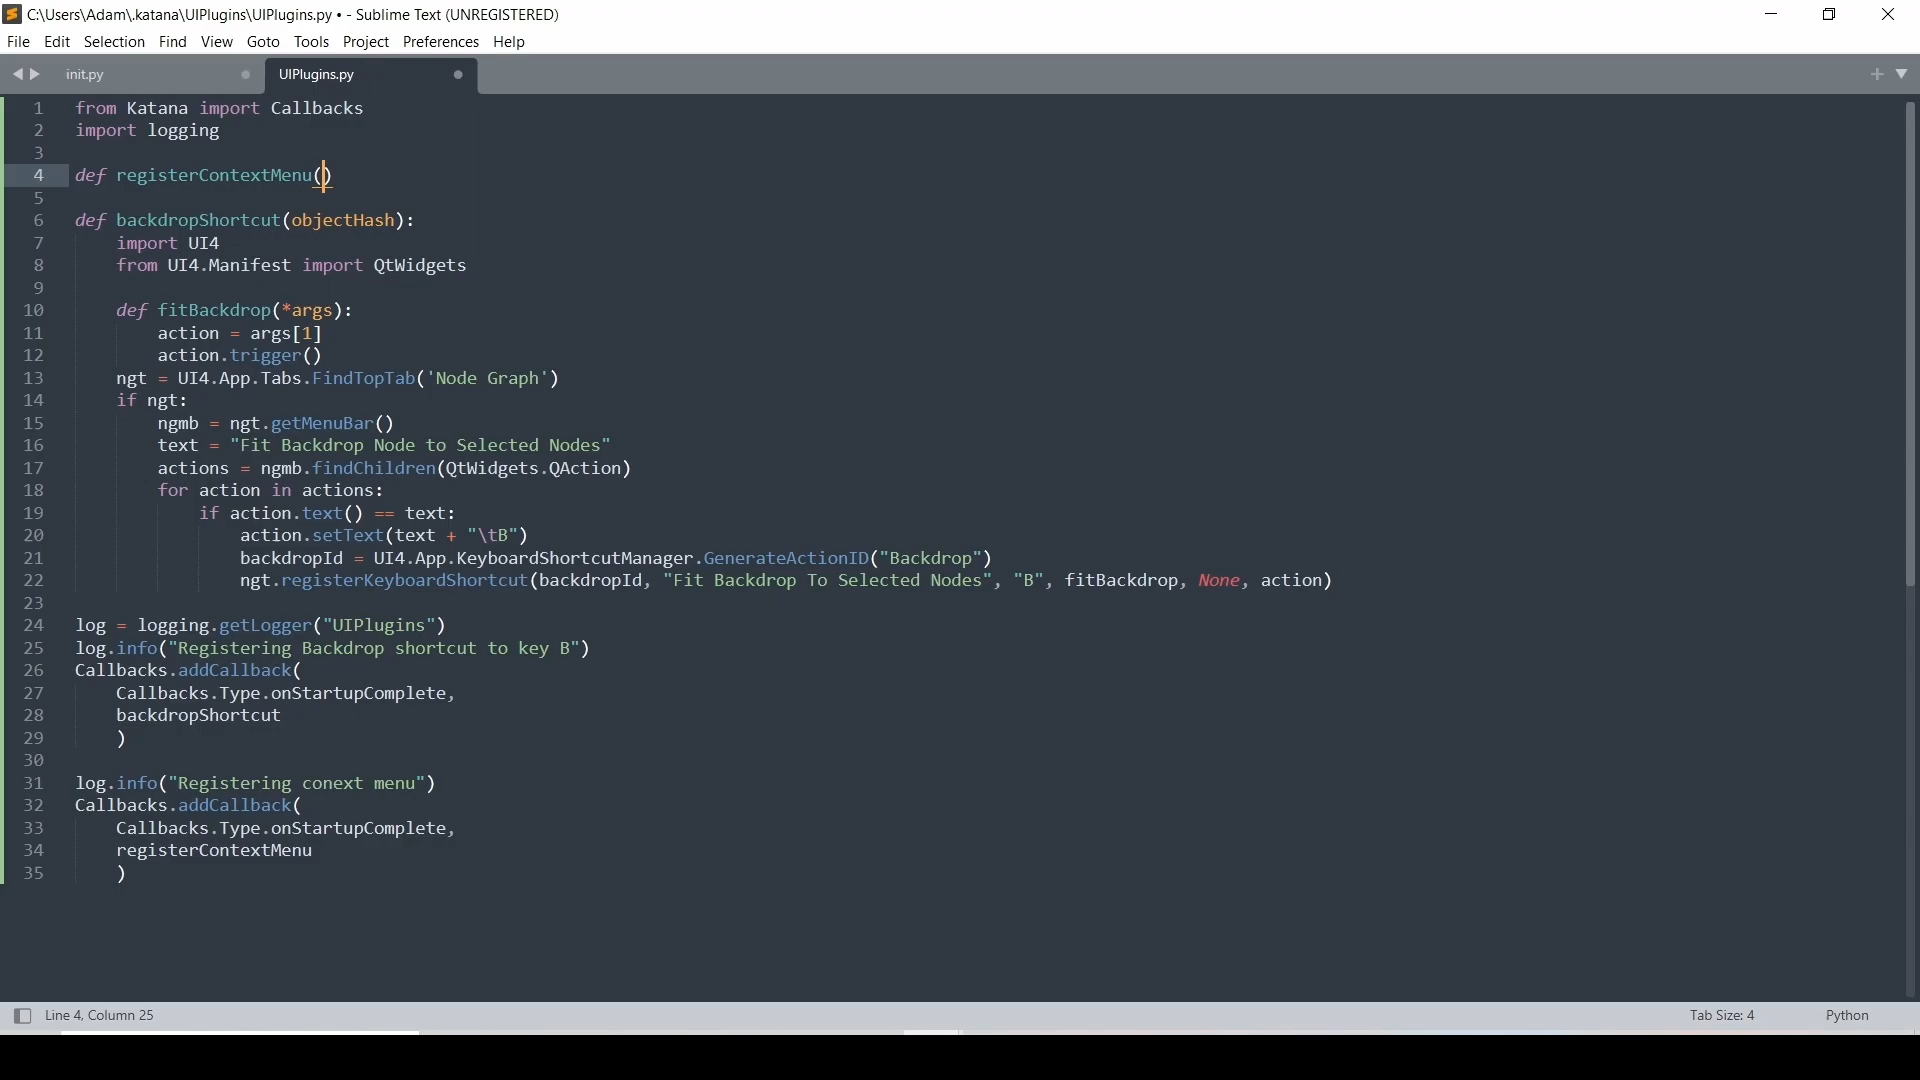 C:\Users\Adam\.katana\UIPlugins\UIPlugins.py • - Sublime Text (UNREGISTERED)
File Edit Selection Find View Goto Tools Project Preferences Help
init.py UIPlugins.py
1 from Katana import Callbacks
2 import logging
3
4 def registerContextMenu()
5
6 def backdropShortcut(objectHash):
7     import UI4
8     from UI4.Manifest import QtWidgets
9
10     def fitBackdrop(*args):
11         action = args[1]
12         action.trigger()
13     ngt = UI4.App.Tabs.FindTopTab('Node Graph')
14     if ngt:
15         ngmb = ngt.getMenuBar()
16         text = "Fit Backdrop Node to Selected Nodes"
17         actions = ngmb.findChildren(QtWidgets.QAction)
18         for action in actions:
19             if action.text() == text:
20                 action.setText(text + "\tB")
21                 backdropId = UI4.App.KeyboardShortcutManager.GenerateActionID("Backdrop")
22                 ngt.registerKeyboardShortcut(backdropId, "Fit Backdrop To Selected Nodes", "B", fitBackdrop, None, action)
23
24 log = logging.getLogger("UIPlugins")
25 log.info("Registering Backdrop shortcut to key B")
26 Callbacks.addCallback(
27     Callbacks.Type.onStartupComplete,
28     backdropShortcut
29     )
30
31 log.info("Registering conext menu")
32 Callbacks.addCallback(
33     Callbacks.Type.onStartupComplete,
34     registerContextMenu
35     )
Line 4, Column 25 Tab Size: 4 Python